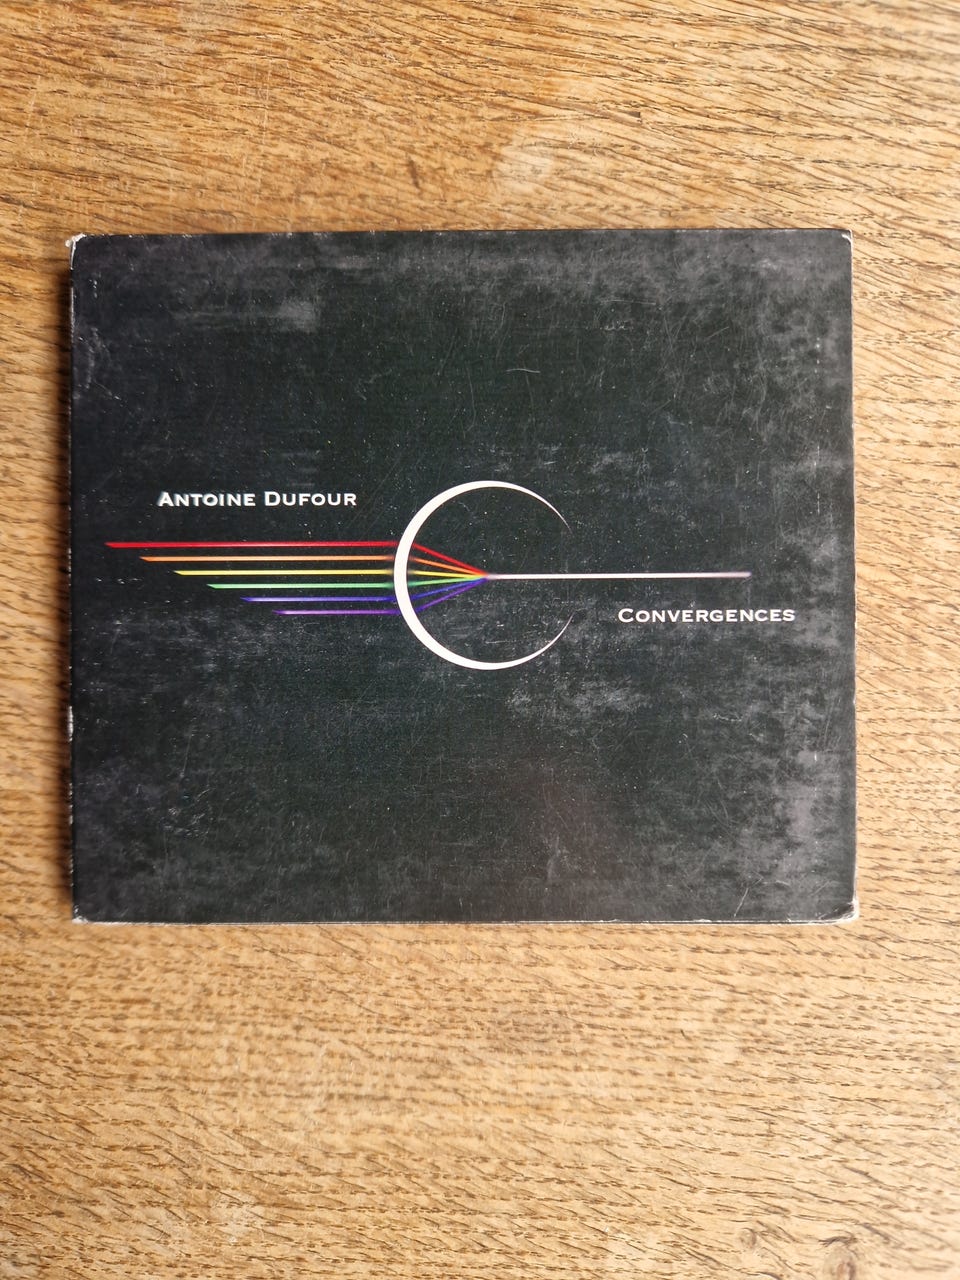 Antoine Dufour
Convergences